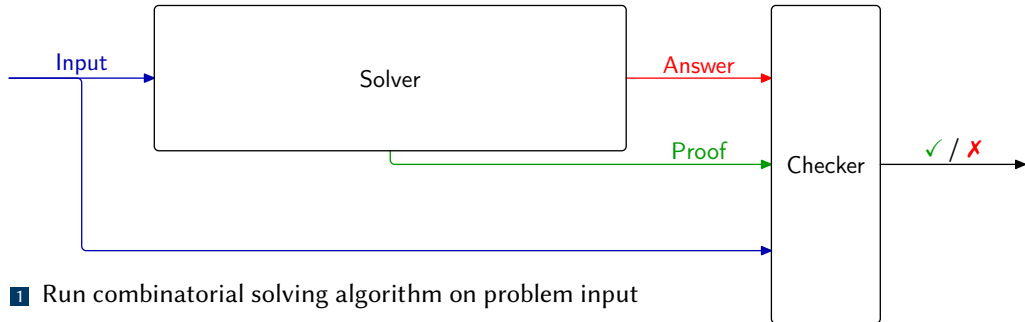 Input
Solver
Answer
Proof
Checker
✓ / ✗
1 Run combinatorial solving algorithm on problem input